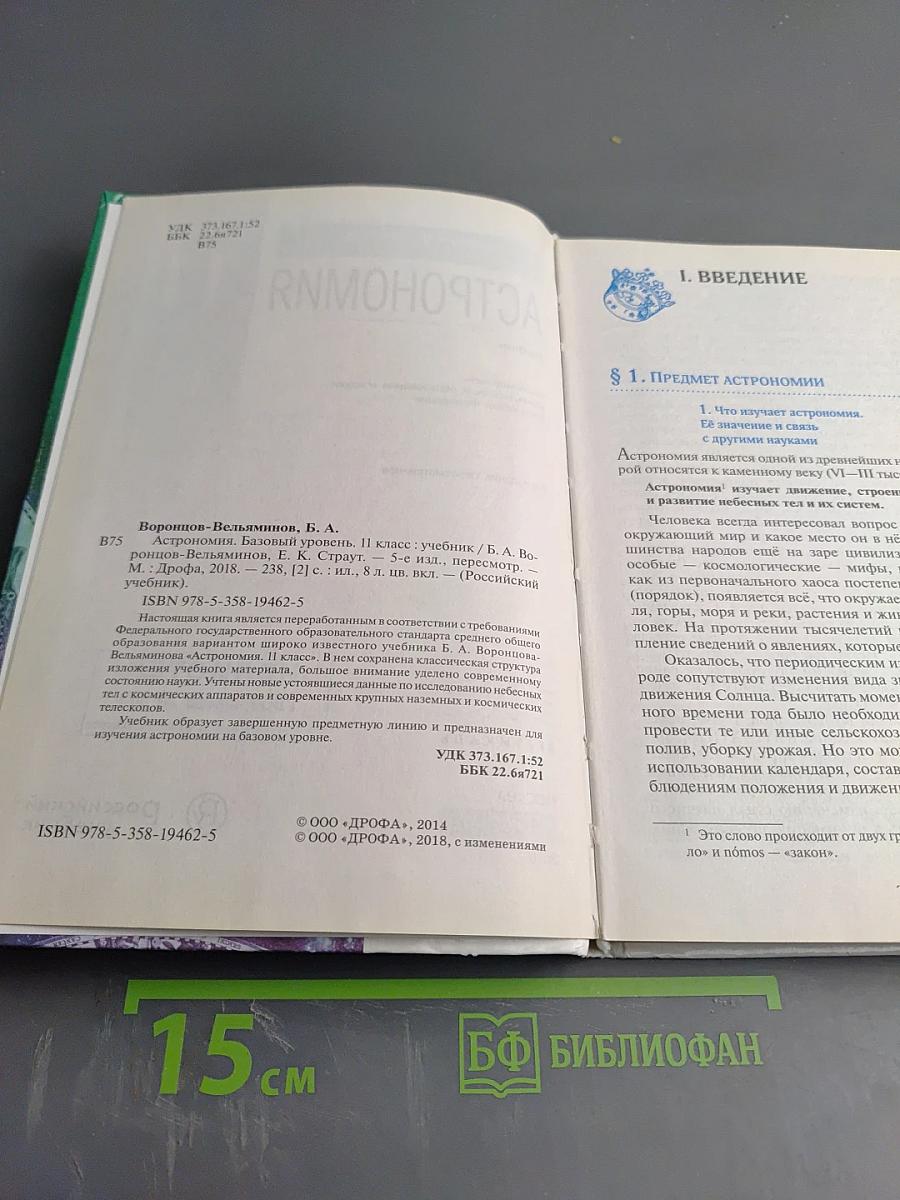 УДК 373.167.1:52
ББК 22.6я721
В75
АСТРОНОМИЯ
Воронцов-Вельяминов, Б. А.
В75 Астрономия. Базовый уровень. 11 класс : учебник / Б. А. Во-
ронцов-Вельяминов, Е. К. Страут. — 5-е изд., пересмотр. —
М. : Дрофа, 2018. — 238, [2] с. : ил., 8 л. цв. вкл. — (Российский
учебник).
ISBN 978-5-358-19462-5
Настоящая книга является переработанным в соответствии с требованиями
Федерального государственного образовательного стандарта среднего общего
образования вариантом широко известного учебника Б. А. Воронцова-
Вельяминова «Астрономия. 11 класс». В нем сохранена классическая структура
изложения учебного материала, большое внимание уделено современному
состоянию науки. Учтены новые устоявшиеся данные по исследованию небесных
тел с космических аппаратов и современных крупных наземных и космических
телескопов.
Учебник образует завершенную предметную линию и предназначен для
изучения астрономии на базовом уровне.
УДК 373.167.1:52
ББК 22.6я721
ISBN 978-5-358-19462-5
© ООО «ДРОФА», 2014
© ООО «ДРОФА», 2018, с изменениями
I. ВВЕДЕНИЕ
§ 1. ПРЕДМЕТ АСТРОНОМИИ
1. Что изучает астрономия.
Её значение и связь
с другими науками
Астрономия является одной из древнейших н
рой относятся к каменному веку (VI—III тыс
Астрономия¹ изучает движение, строен
и развитие небесных тел и их систем.
Человека всегда интересовал вопрос
окружающий мир и какое место он в нё
шинства народов ещё на заре цивилиз
особые — космологические — мифы,
как из первоначального хаоса постепе
(порядок), появляется всё, что окружае
ля, горы, моря и реки, растения и жи
ловек. На протяжении тысячелетий
пление сведений о явлениях, которые
Оказалось, что периодическим из
роде сопутствуют изменения вида з
движения Солнца. Высчитать момен
ного времени года было необходи
провести те или иные сельскохоз
полив, уборку урожая. Но это мо
использовании календаря, состав
блюдениям положения и движен
¹ Это слово происходит от двух гр
ло» и nómos — «закон».
15 см
БФ БИБЛИОФАН